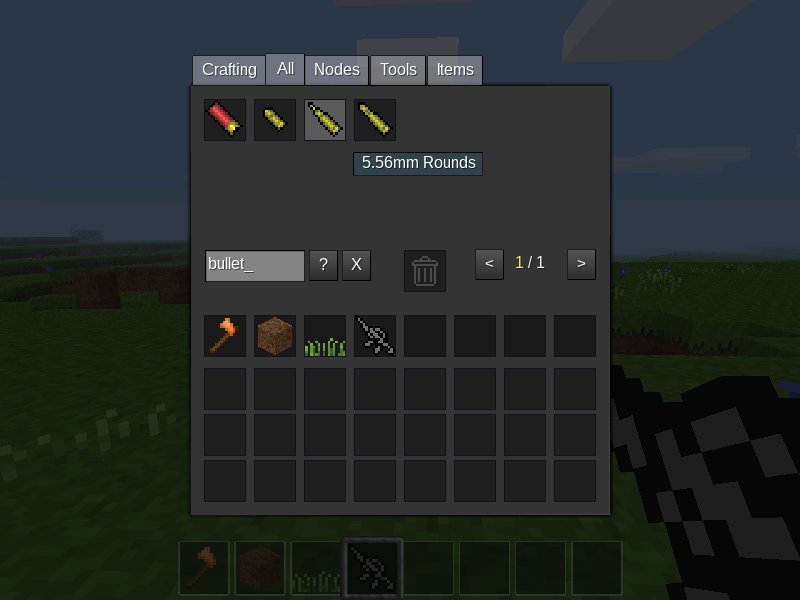 Crafting All Nodes Tools Items
5.56mm Rounds
bullet_ ? X < 1 / 1 >